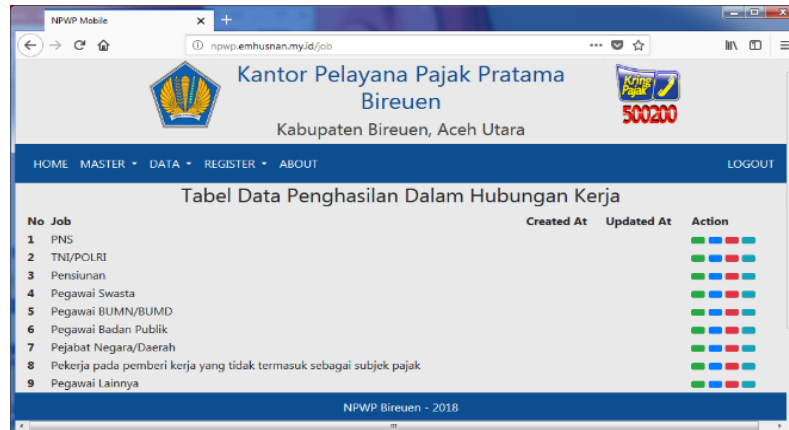 NPWP Mobile
npwp.emhusnan.my.id/job
Kantor Pelayana Pajak Pratama
Bireuen
Kabupaten Bireuen, Aceh Utara
Kring
Pajak
500200
HOME MASTER DATA REGISTER ABOUT LOGOUT
Tabel Data Penghasilan Dalam Hubungan Kerja
No Job Created At Updated At Action
1 PNS
2 TNI/POLRI
3 Pensiunan
4 Pegawai Swasta
5 Pegawai BUMN/BUMD
6 Pegawai Badan Publik
7 Pejabat Negara/Daerah
8 Pekerja pada pemberi kerja yang tidak termasuk sebagai subjek pajak
9 Pegawai Lainnya
NPWP Bireuen - 2018